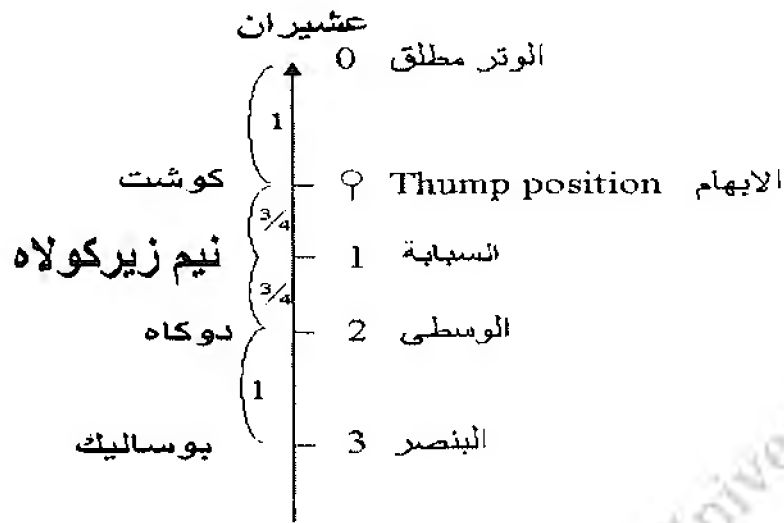 عشيران
الوتر مطلق 0
1
الابهام Thump position كوشت
3/4
السبابة 1 نيم زيركولاه
3/4
الوسطى 2 دوكاه
1
البنصر 3 بوساليك